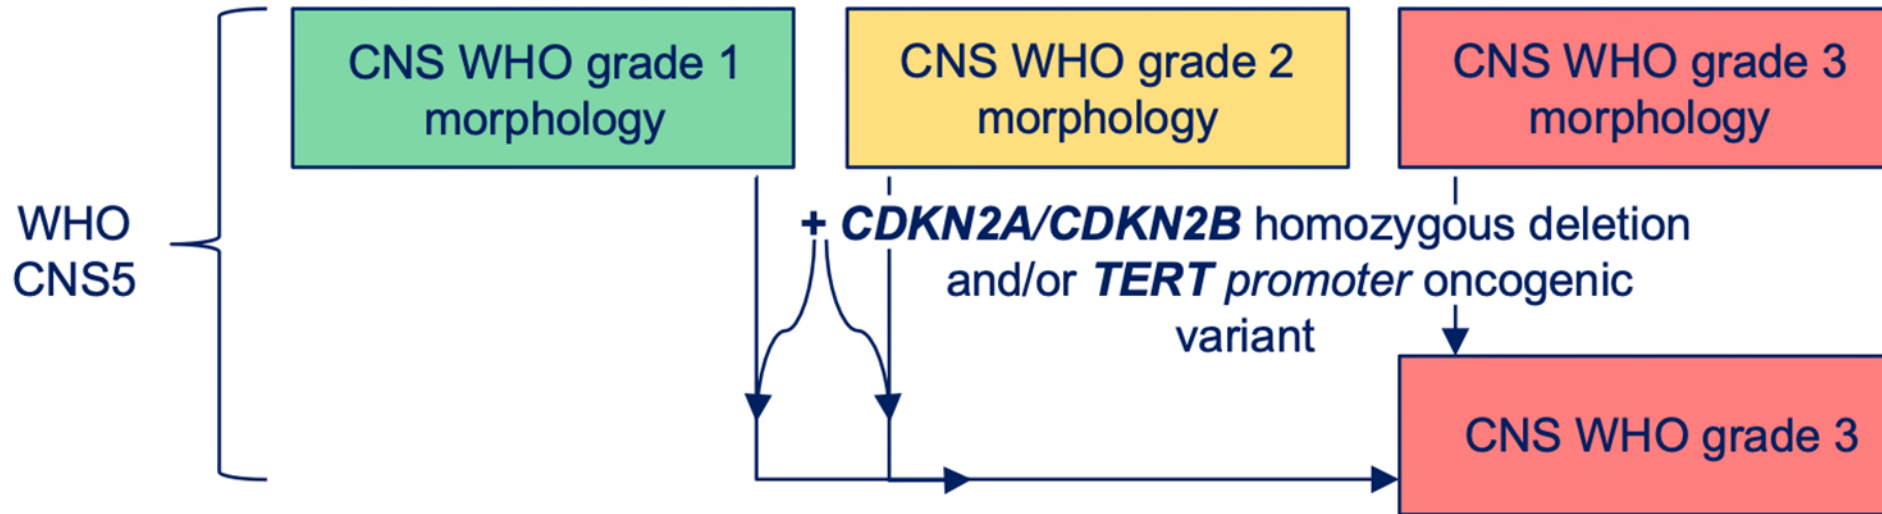 CNS WHO grade 1
morphology
CNS WHO grade 2
morphology
CNS WHO grade 3
morphology
WHO
CNS5
+ CDKN2A/CDKN2B homozygous deletion
and/or TERT promoter oncogenic
variant
CNS WHO grade 3